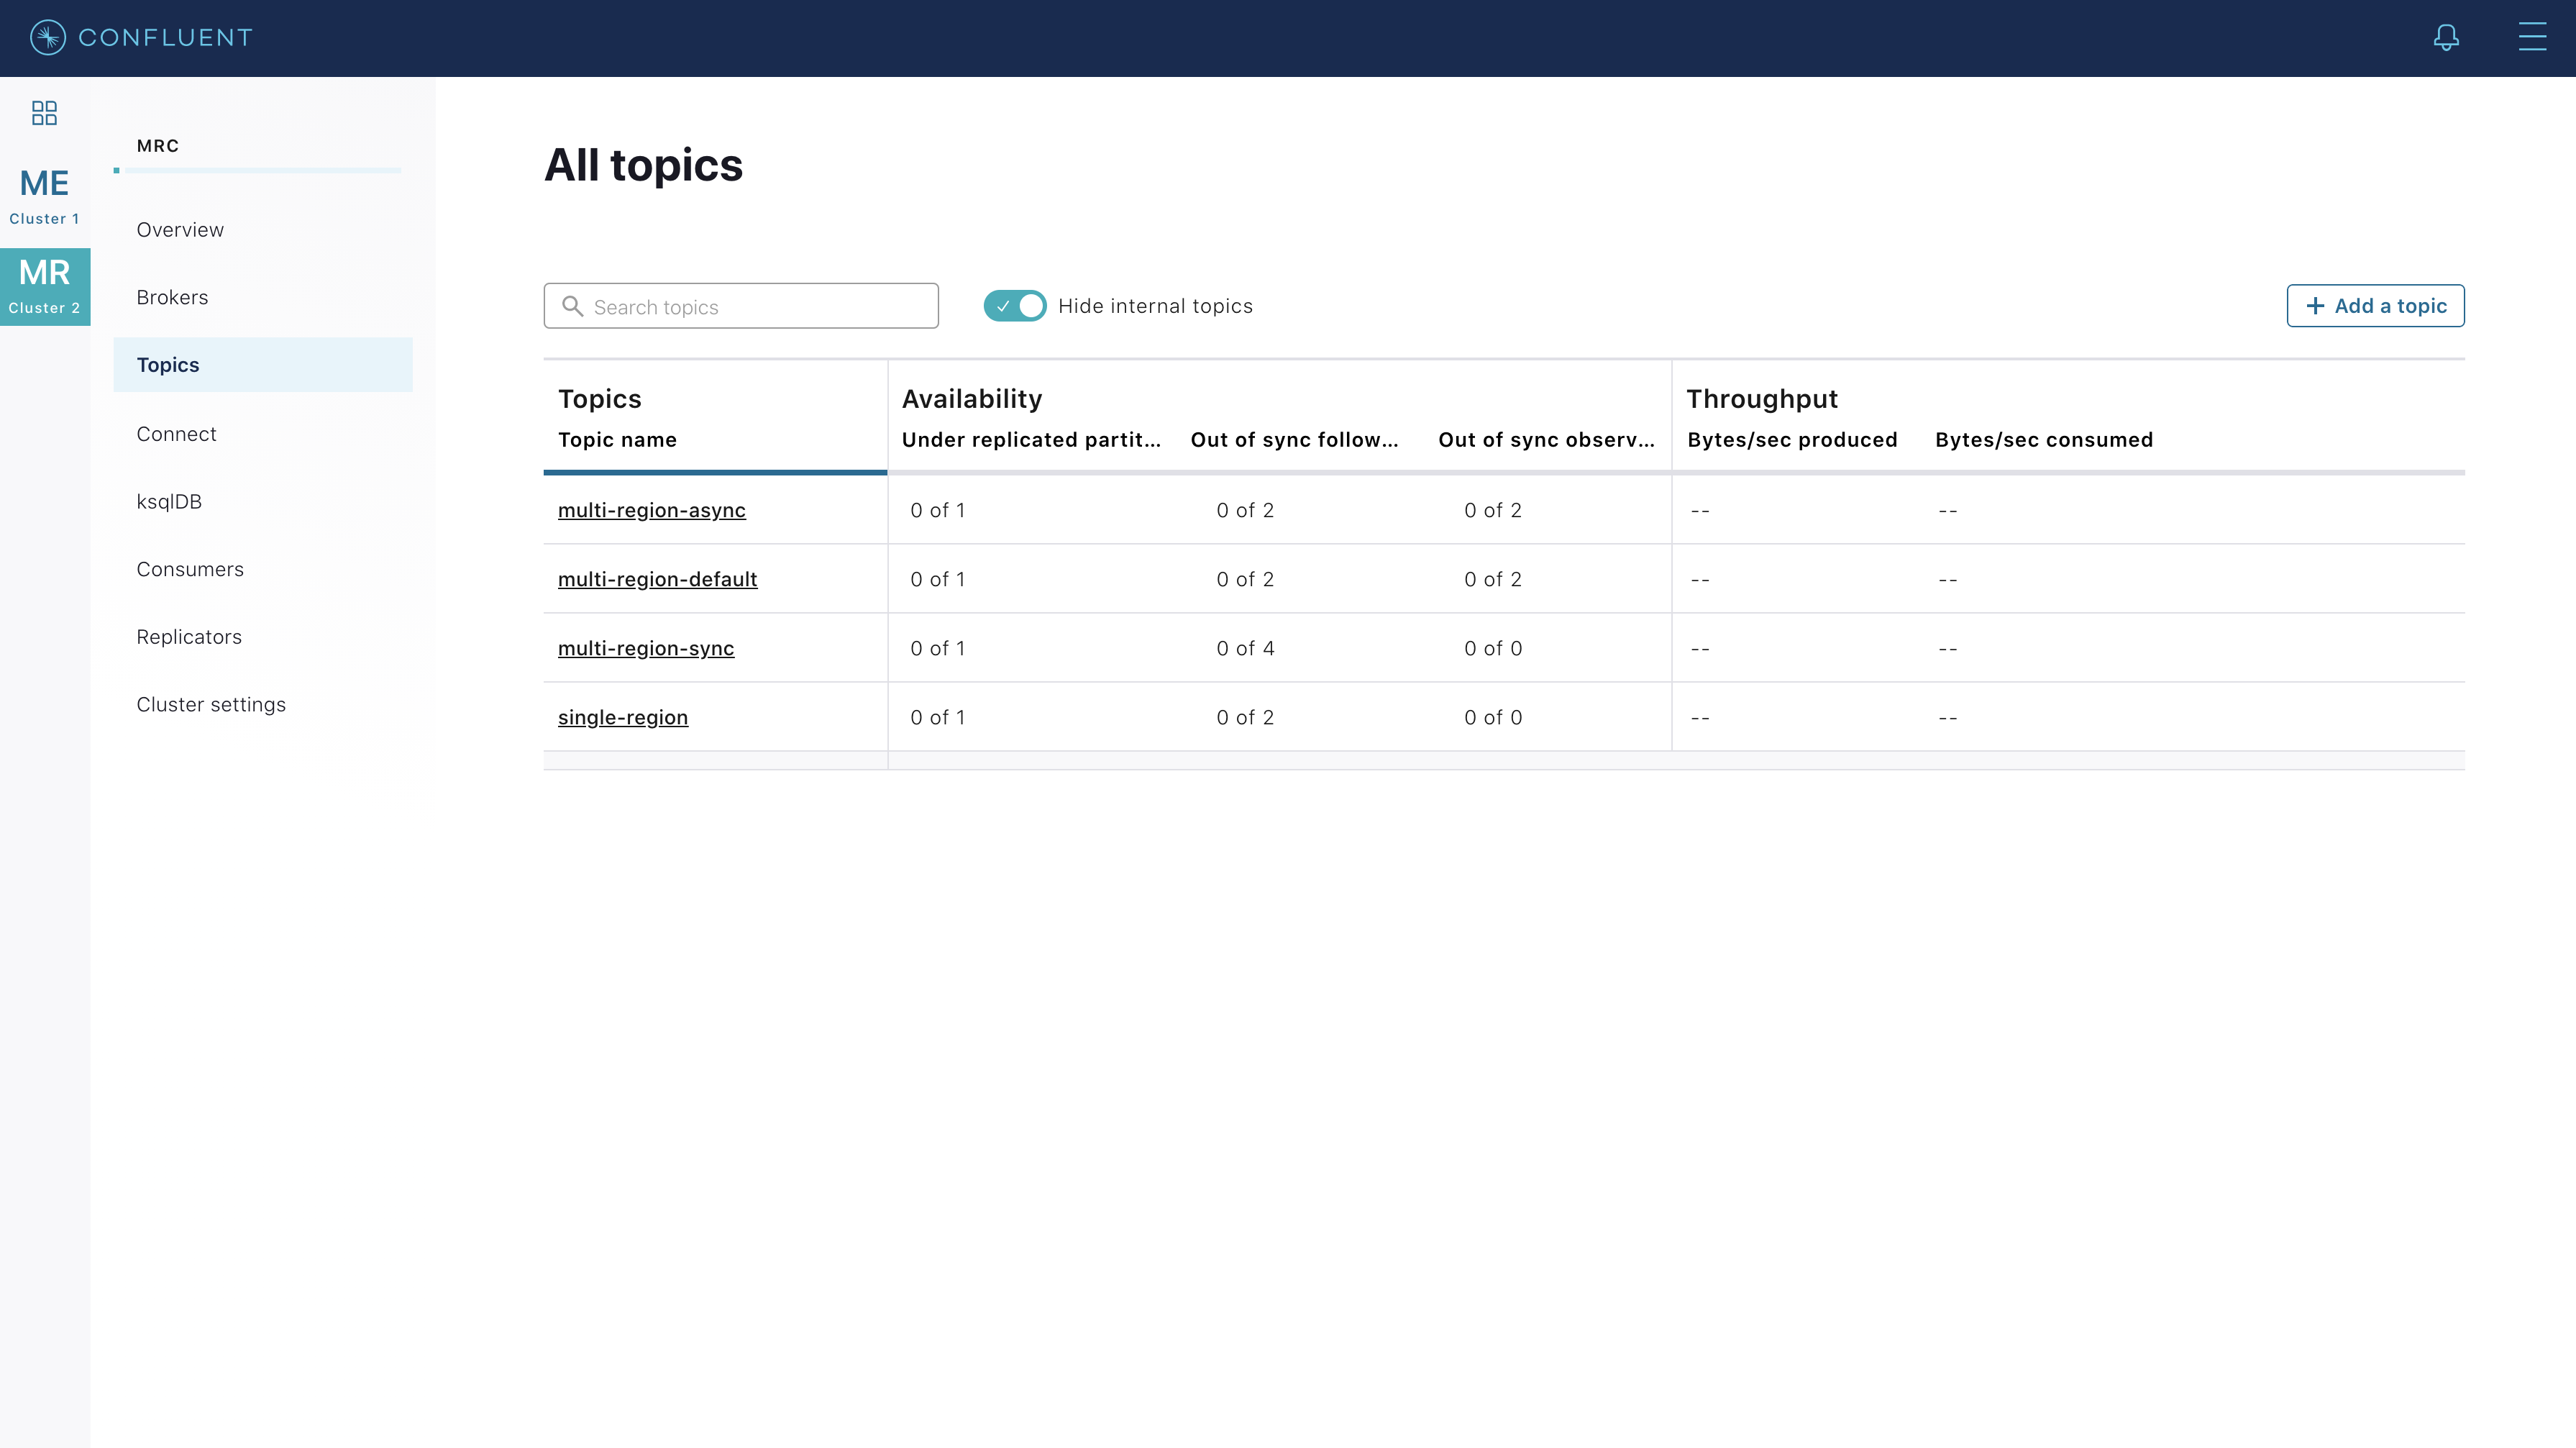 CONFLUENT
ME
Cluster 1
MR
Cluster 2
MRC
Overview
Brokers
Topics
Connect
ksqlDB
Consumers
Replicators
Cluster settings
All topics
Search topics
Hide internal topics
Add a topic
Topics Availability Throughput
Topic name Under replicated partit... Out of sync follow... Out of sync observ... Bytes/sec produced Bytes/sec consumed
multi-region-async 0 of 1 0 of 2 0 of 2 -- --
multi-region-default 0 of 1 0 of 2 0 of 2 -- --
multi-region-sync 0 of 1 0 of 4 0 of 0 -- --
single-region 0 of 1 0 of 2 0 of 0 -- --